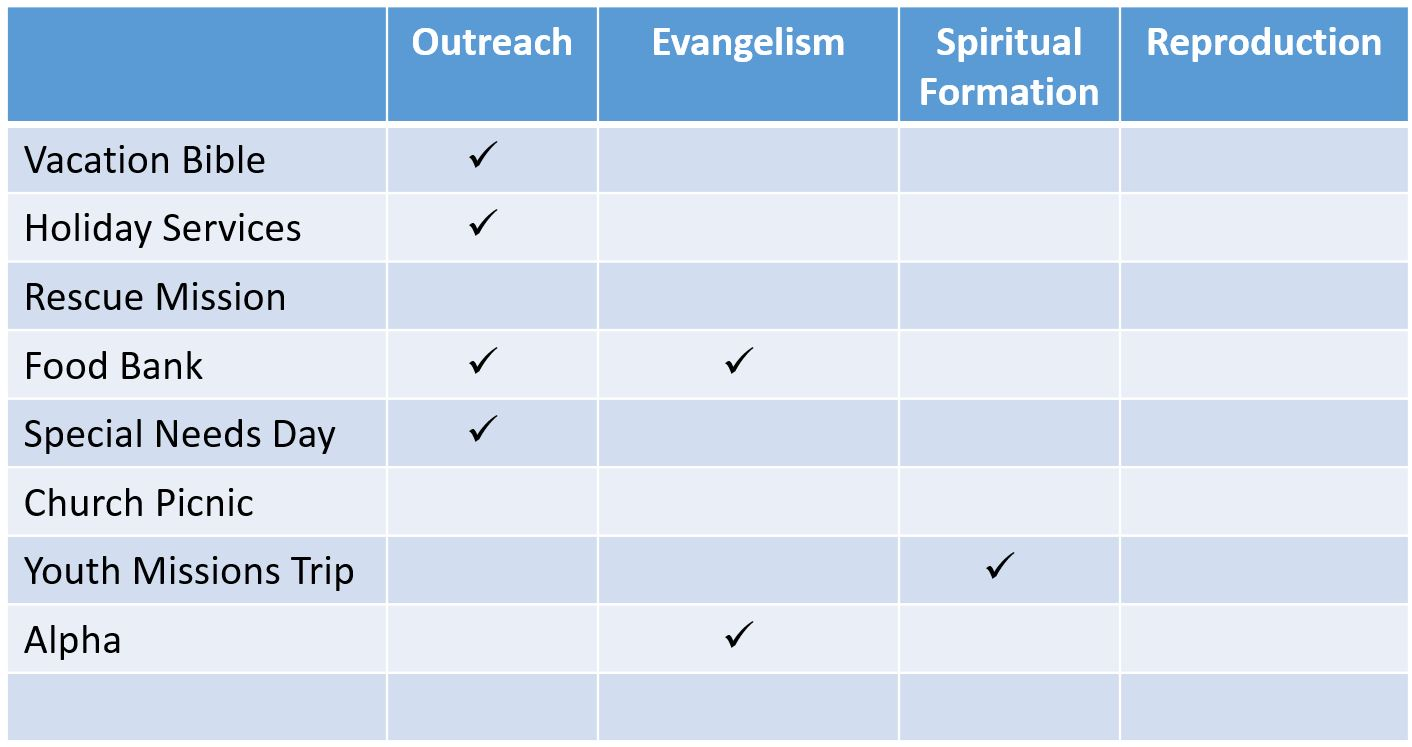 Outreach Evangelism Spiritual Formation Reproduction
Vacation Bible ✓
Holiday Services ✓
Rescue Mission
Food Bank ✓ ✓
Special Needs Day ✓
Church Picnic
Youth Missions Trip ✓
Alpha ✓